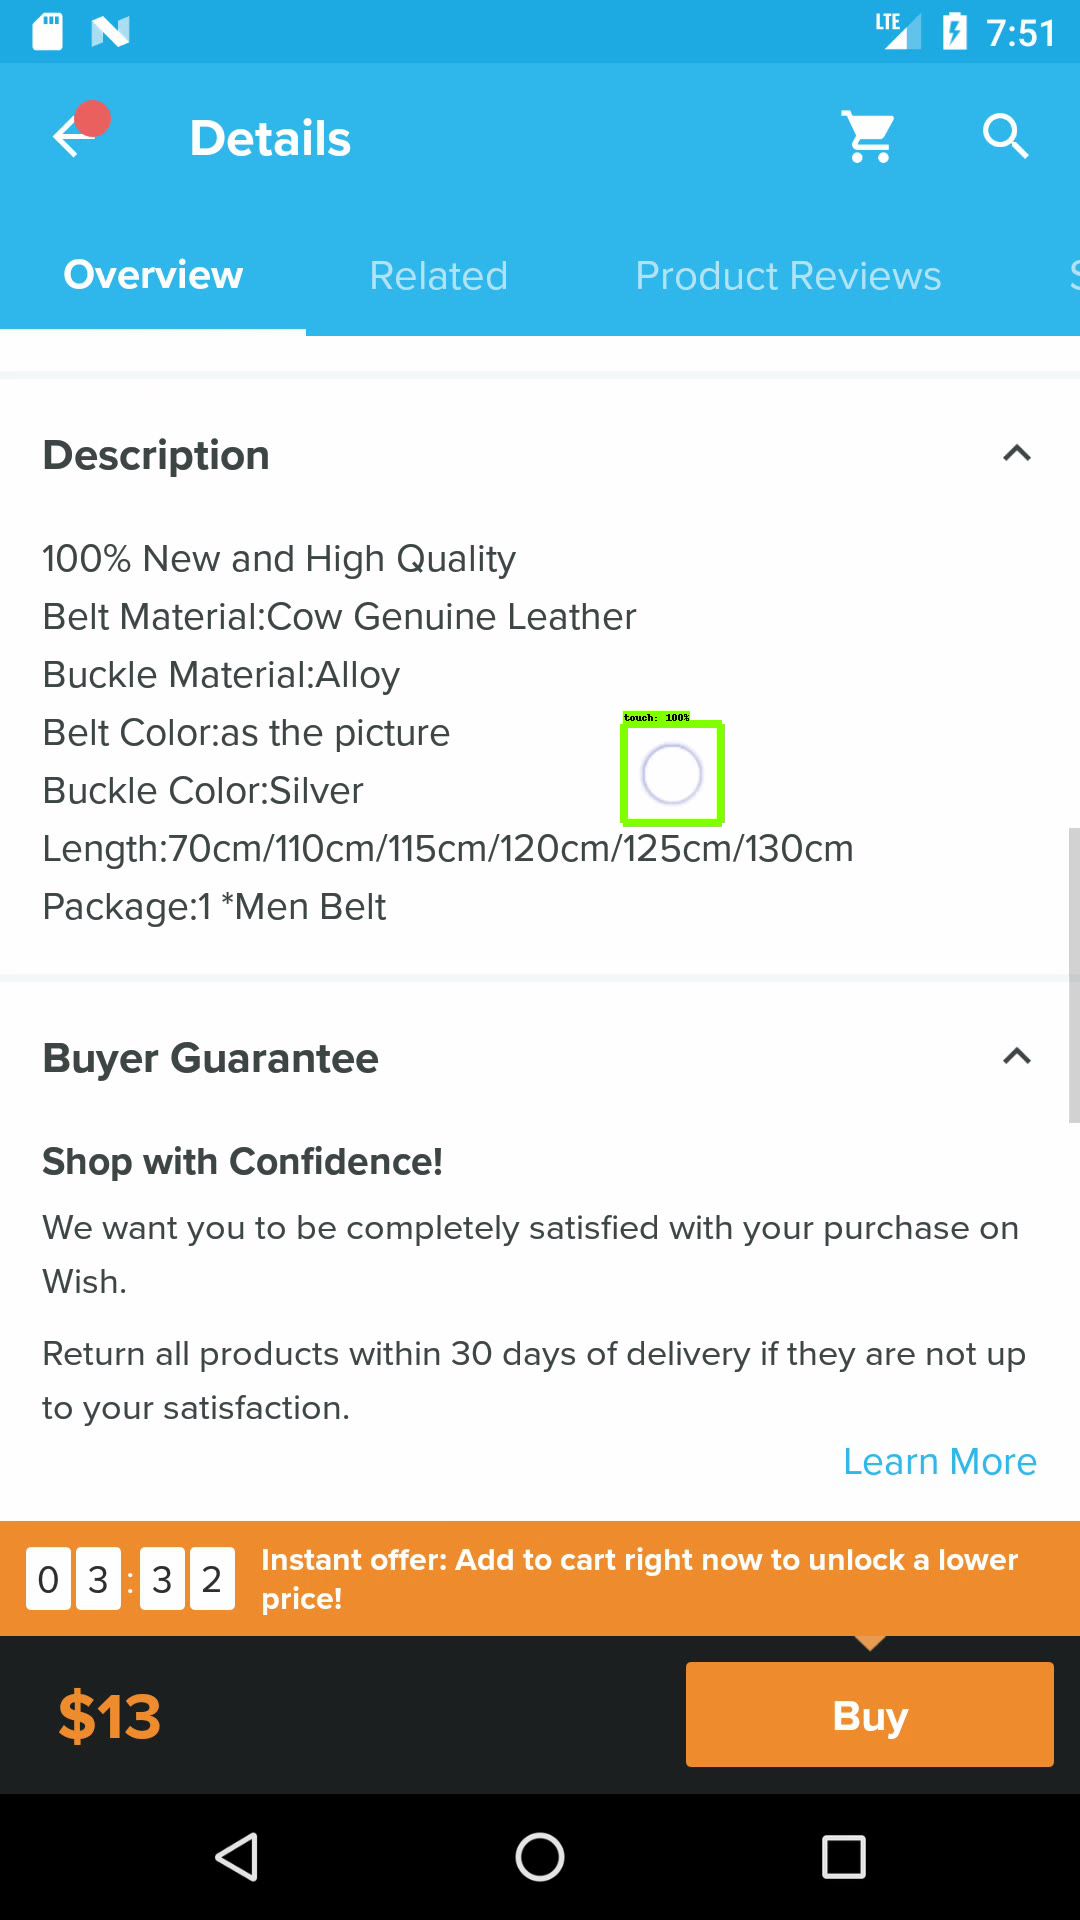 LTE 7:51
Details
Overview Related Product Reviews S
Description
100% New and High Quality
Belt Material:Cow Genuine Leather
Buckle Material:Alloy
touch: 100%
Belt Color:as the picture
Buckle Color:Silver
Length:70cm/110cm/115cm/120cm/125cm/130cm
Package:1 *Men Belt
Buyer Guarantee
Shop with Confidence!
We want you to be completely satisfied with your purchase on
Wish.
Return all products within 30 days of delivery if they are not up
to your satisfaction.
Learn More
03:32 Instant offer: Add to cart right now to unlock a lower
price!
$13 Buy